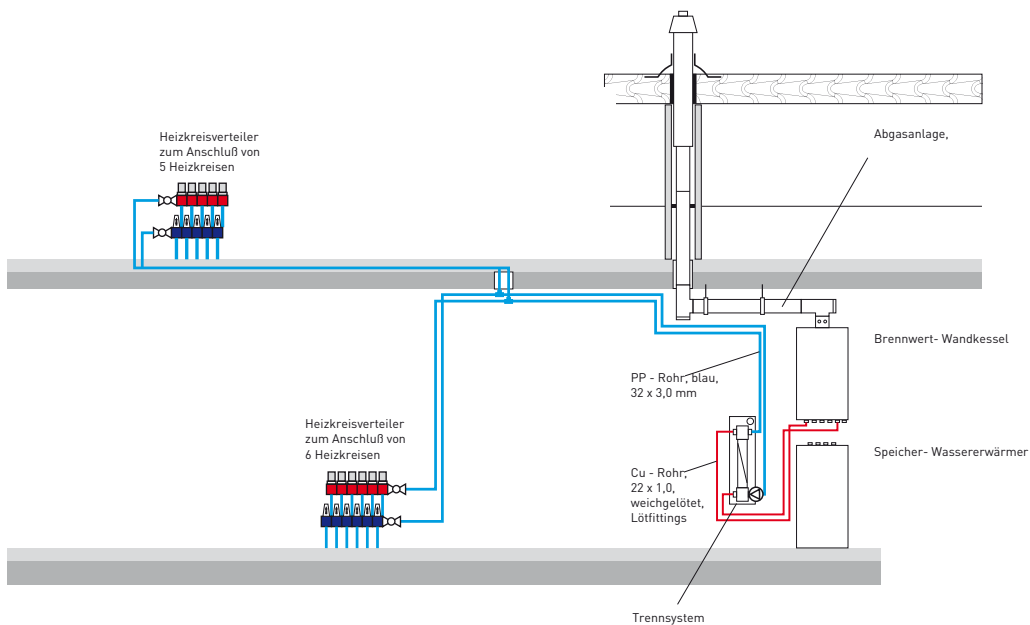 Heizkreisverteiler
zum Anschluß von
5 Heizkreisen
Abgasanlage,
Brennwert- Wandkessel
PP - Rohr, blau,
32 x 3,0 mm
Heizkreisverteiler
zum Anschluß von
6 Heizkreisen
Speicher- Wassererwärmer
Cu - Rohr,
22 x 1,0,
weichgelötet,
Lötfittings
Trennsystem